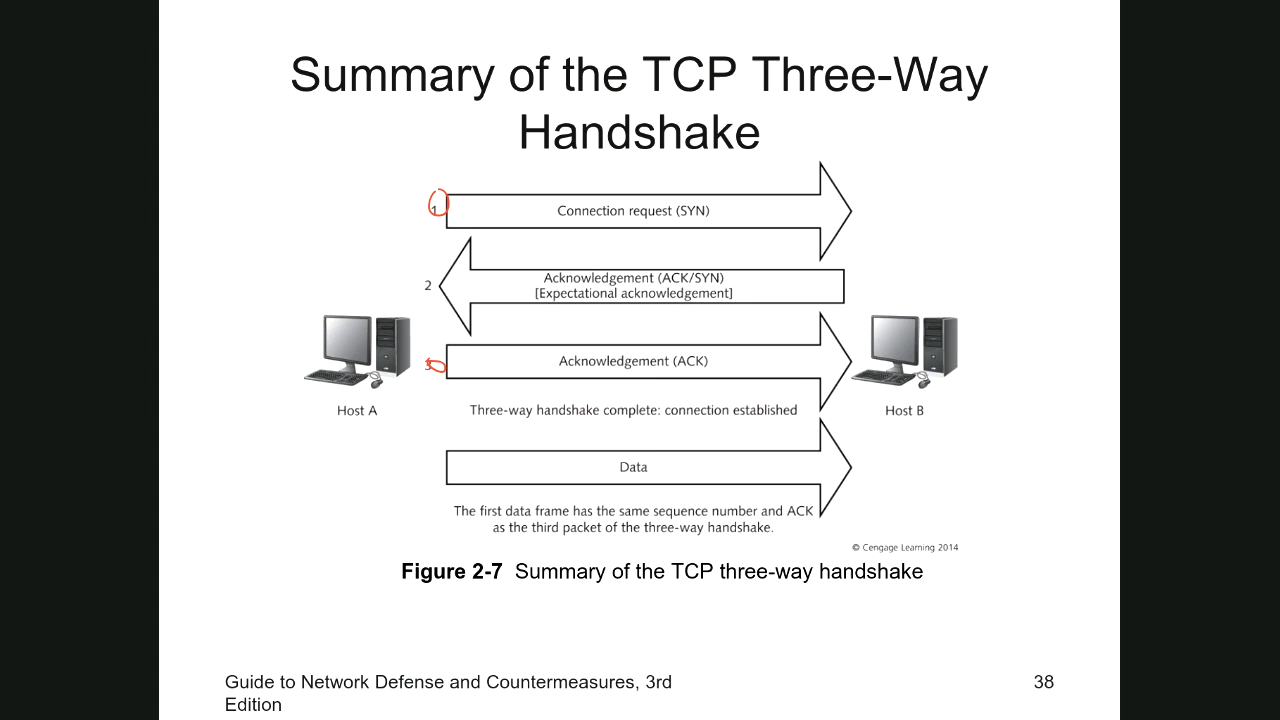 Summary of the TCP Three-Way
Handshake
1
Connection request (SYN)
2
Acknowledgement (ACK/SYN)
[Expectational acknowledgement]
3
Acknowledgement (ACK)
Host A
Three-way handshake complete: connection established
Host B
Data
The first data frame has the same sequence number and ACK
as the third packet of the three-way handshake.
© Cengage Learning 2014
Figure 2-7 Summary of the TCP three-way handshake
Guide to Network Defense and Countermeasures, 3rd
Edition
38